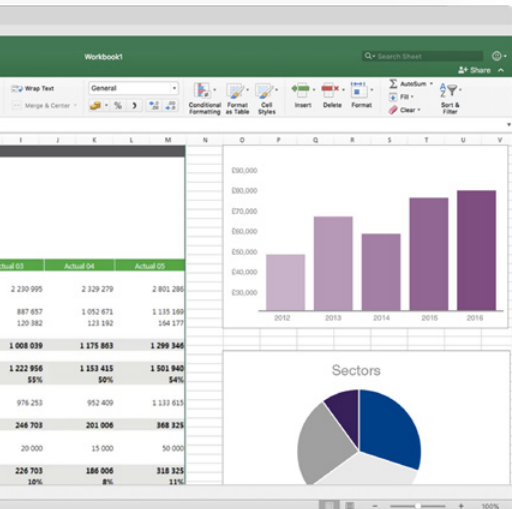 Workbook1
Search Sheet
Share
Wrap Text
General
AutoSum
Fill
Merge & Center
%
Conditional Formatting
Format as Table
Cell Styles
Insert
Delete
Format
Clear
Sort & Filter
I J K L M N O P Q R S T U V
£90,000
£80,000
£70,000
£60,000
£50,000
£40,000
£30,000
2012 2013 2014 2015 2016
ctual 03 Actual 04 Actual 05
2 230 995 2 329 279 2 801 286
887 657 1 052 671 1 135 169
120 382 123 192 164 177
1 008 039 1 175 863 1 299 346
1 222 956 1 153 415 1 501 940
55% 50% 54%
976 253 952 409 1 133 615
246 703 201 006 368 325
20 000 15 000 50 000
226 703 186 006 318 325
10% 8% 11%
Sectors
100%